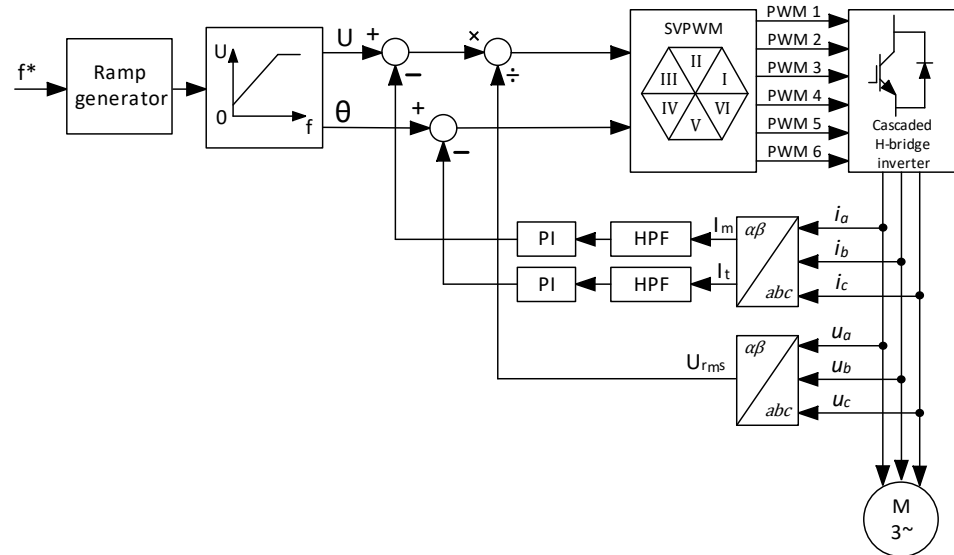 f*
Ramp
generator
U
0
f
U
θ
+
−
×
÷
+
−
SVPWM
II
III
I
IV
VI
V
PWM 1
PWM 2
PWM 3
PWM 4
PWM 5
PWM 6
Cascaded
H-bridge
inverter
PI
HPF
Im
αβ
abc
ia
ib
ic
PI
HPF
It
Urms
αβ
abc
ua
ub
uc
M
3~